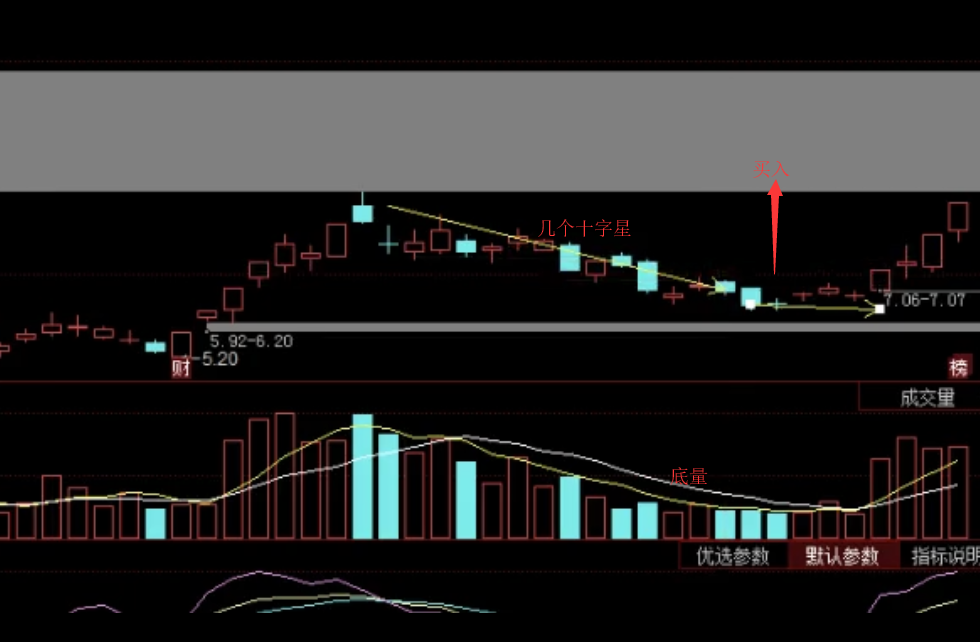 买入
几个十字星
7.06-7.07
5.92-6.20
5.20
财
榜
成交量
底量
优选参数
默认参数
指标说明